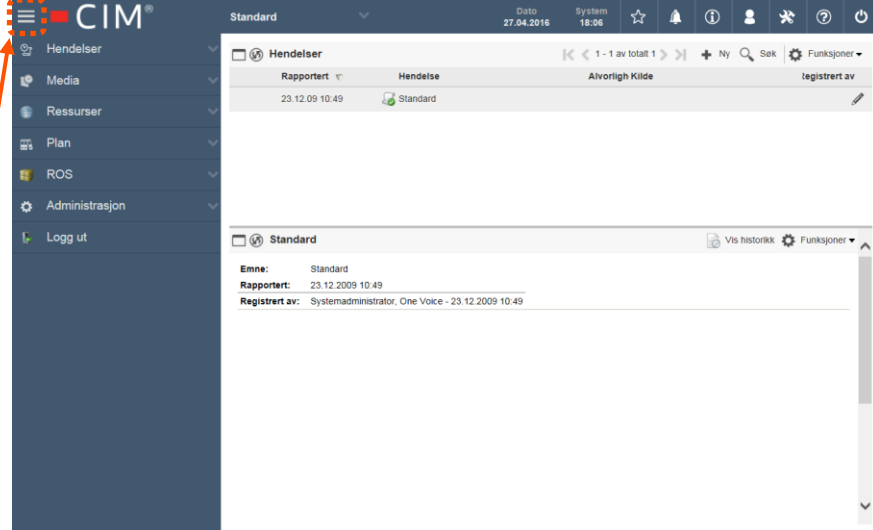 CIM®
Standard
Dato
27.04.2016
System
18:06
Hendelser
Media
Ressurser
Plan
ROS
Administrasjon
Logg ut
Hendelser
1 - 1 av totalt 1
Ny
Søk
Funksjoner
Rapportert
Hendelse
Alvorligh Kilde
tegistrert av
23.12.09 10:49
Standard
Standard
Vis historikk
Funksjoner
Emne: Standard
Rapportert: 23.12.2009 10:49
Registrert av: Systemadministrator, One Voice - 23.12.2009 10:49